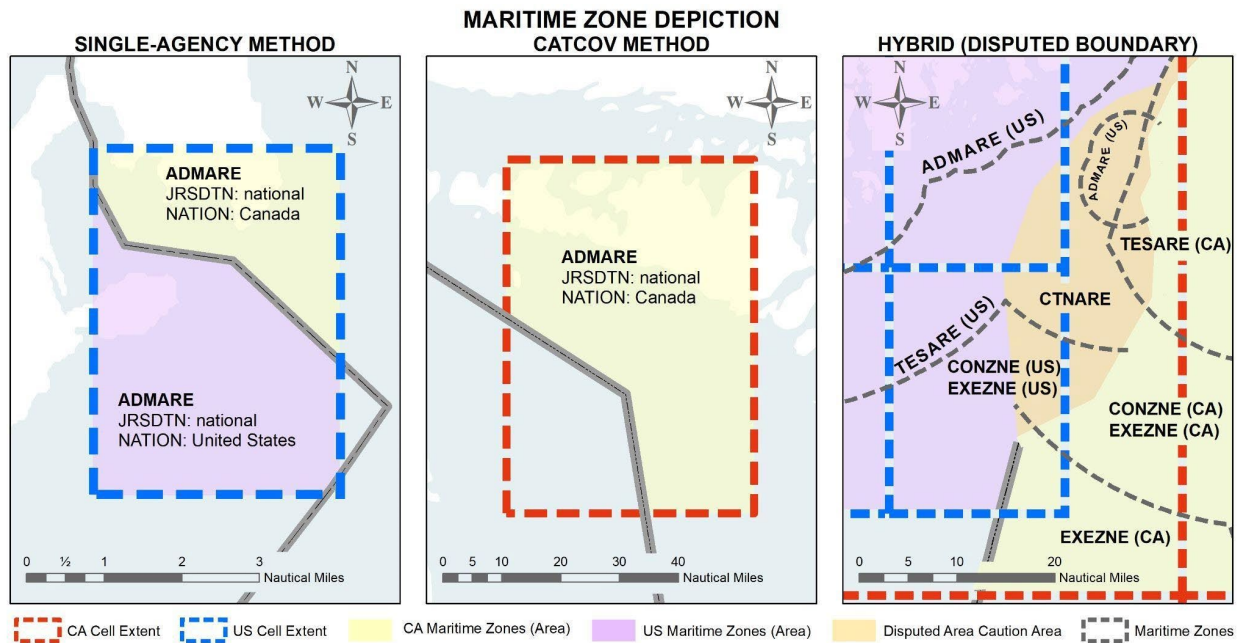 MARITIME ZONE DEPICTION
SINGLE-AGENCY METHOD
CATCOV METHOD
HYBRID (DISPUTED BOUNDARY)
N
W E
S
ADMARE
JRSDTN: national
NATION: Canada
ADMARE
JRSDTN: national
NATION: United States
0 ½ 1 2 3
Nautical Miles
N
W E
S
ADMARE
JRSDTN: national
NATION: Canada
0 5 10 20 30 40
Nautical Miles
N
W E
S
ADMARE (US)
ADMARE (US)
TESARE (CA)
CTNARE
TESARE (US)
CONZNE (US)
EXEZNE (US)
CONZNE (CA)
EXEZNE (CA)
EXEZNE (CA)
0 5 10 20
Nautical Miles
CA Cell Extent
US Cell Extent
CA Maritime Zones (Area)
US Maritime Zones (Area)
Disputed Area Caution Area
Maritime Zones